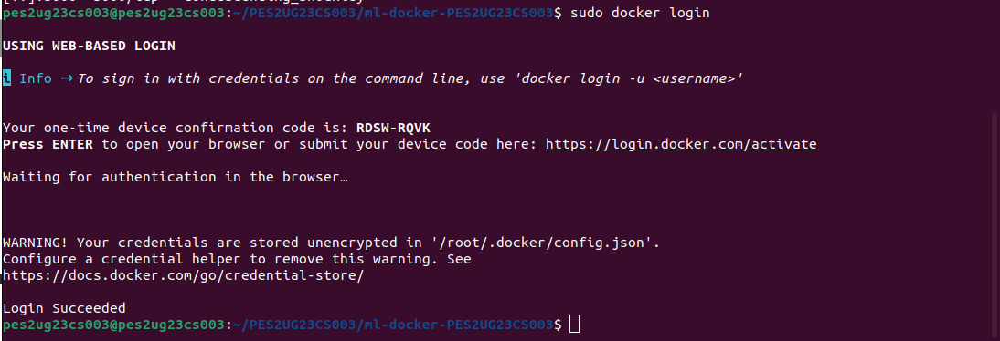 pes2ug23cs003@pes2ug23cs003:~/PES2UG23CS003/ml-docker-PES2UG23CS003$ sudo docker login
USING WEB-BASED LOGIN
i Info → To sign in with credentials on the command line, use 'docker login -u <username>'
Your one-time device confirmation code is: RDSW-RQVK
Press ENTER to open your browser or submit your device code here: https://login.docker.com/activate
Waiting for authentication in the browser…
WARNING! Your credentials are stored unencrypted in '/root/.docker/config.json'.
Configure a credential helper to remove this warning. See
https://docs.docker.com/go/credential-store/
Login Succeeded
pes2ug23cs003@pes2ug23cs003:~/PES2UG23CS003/ml-docker-PES2UG23CS003$